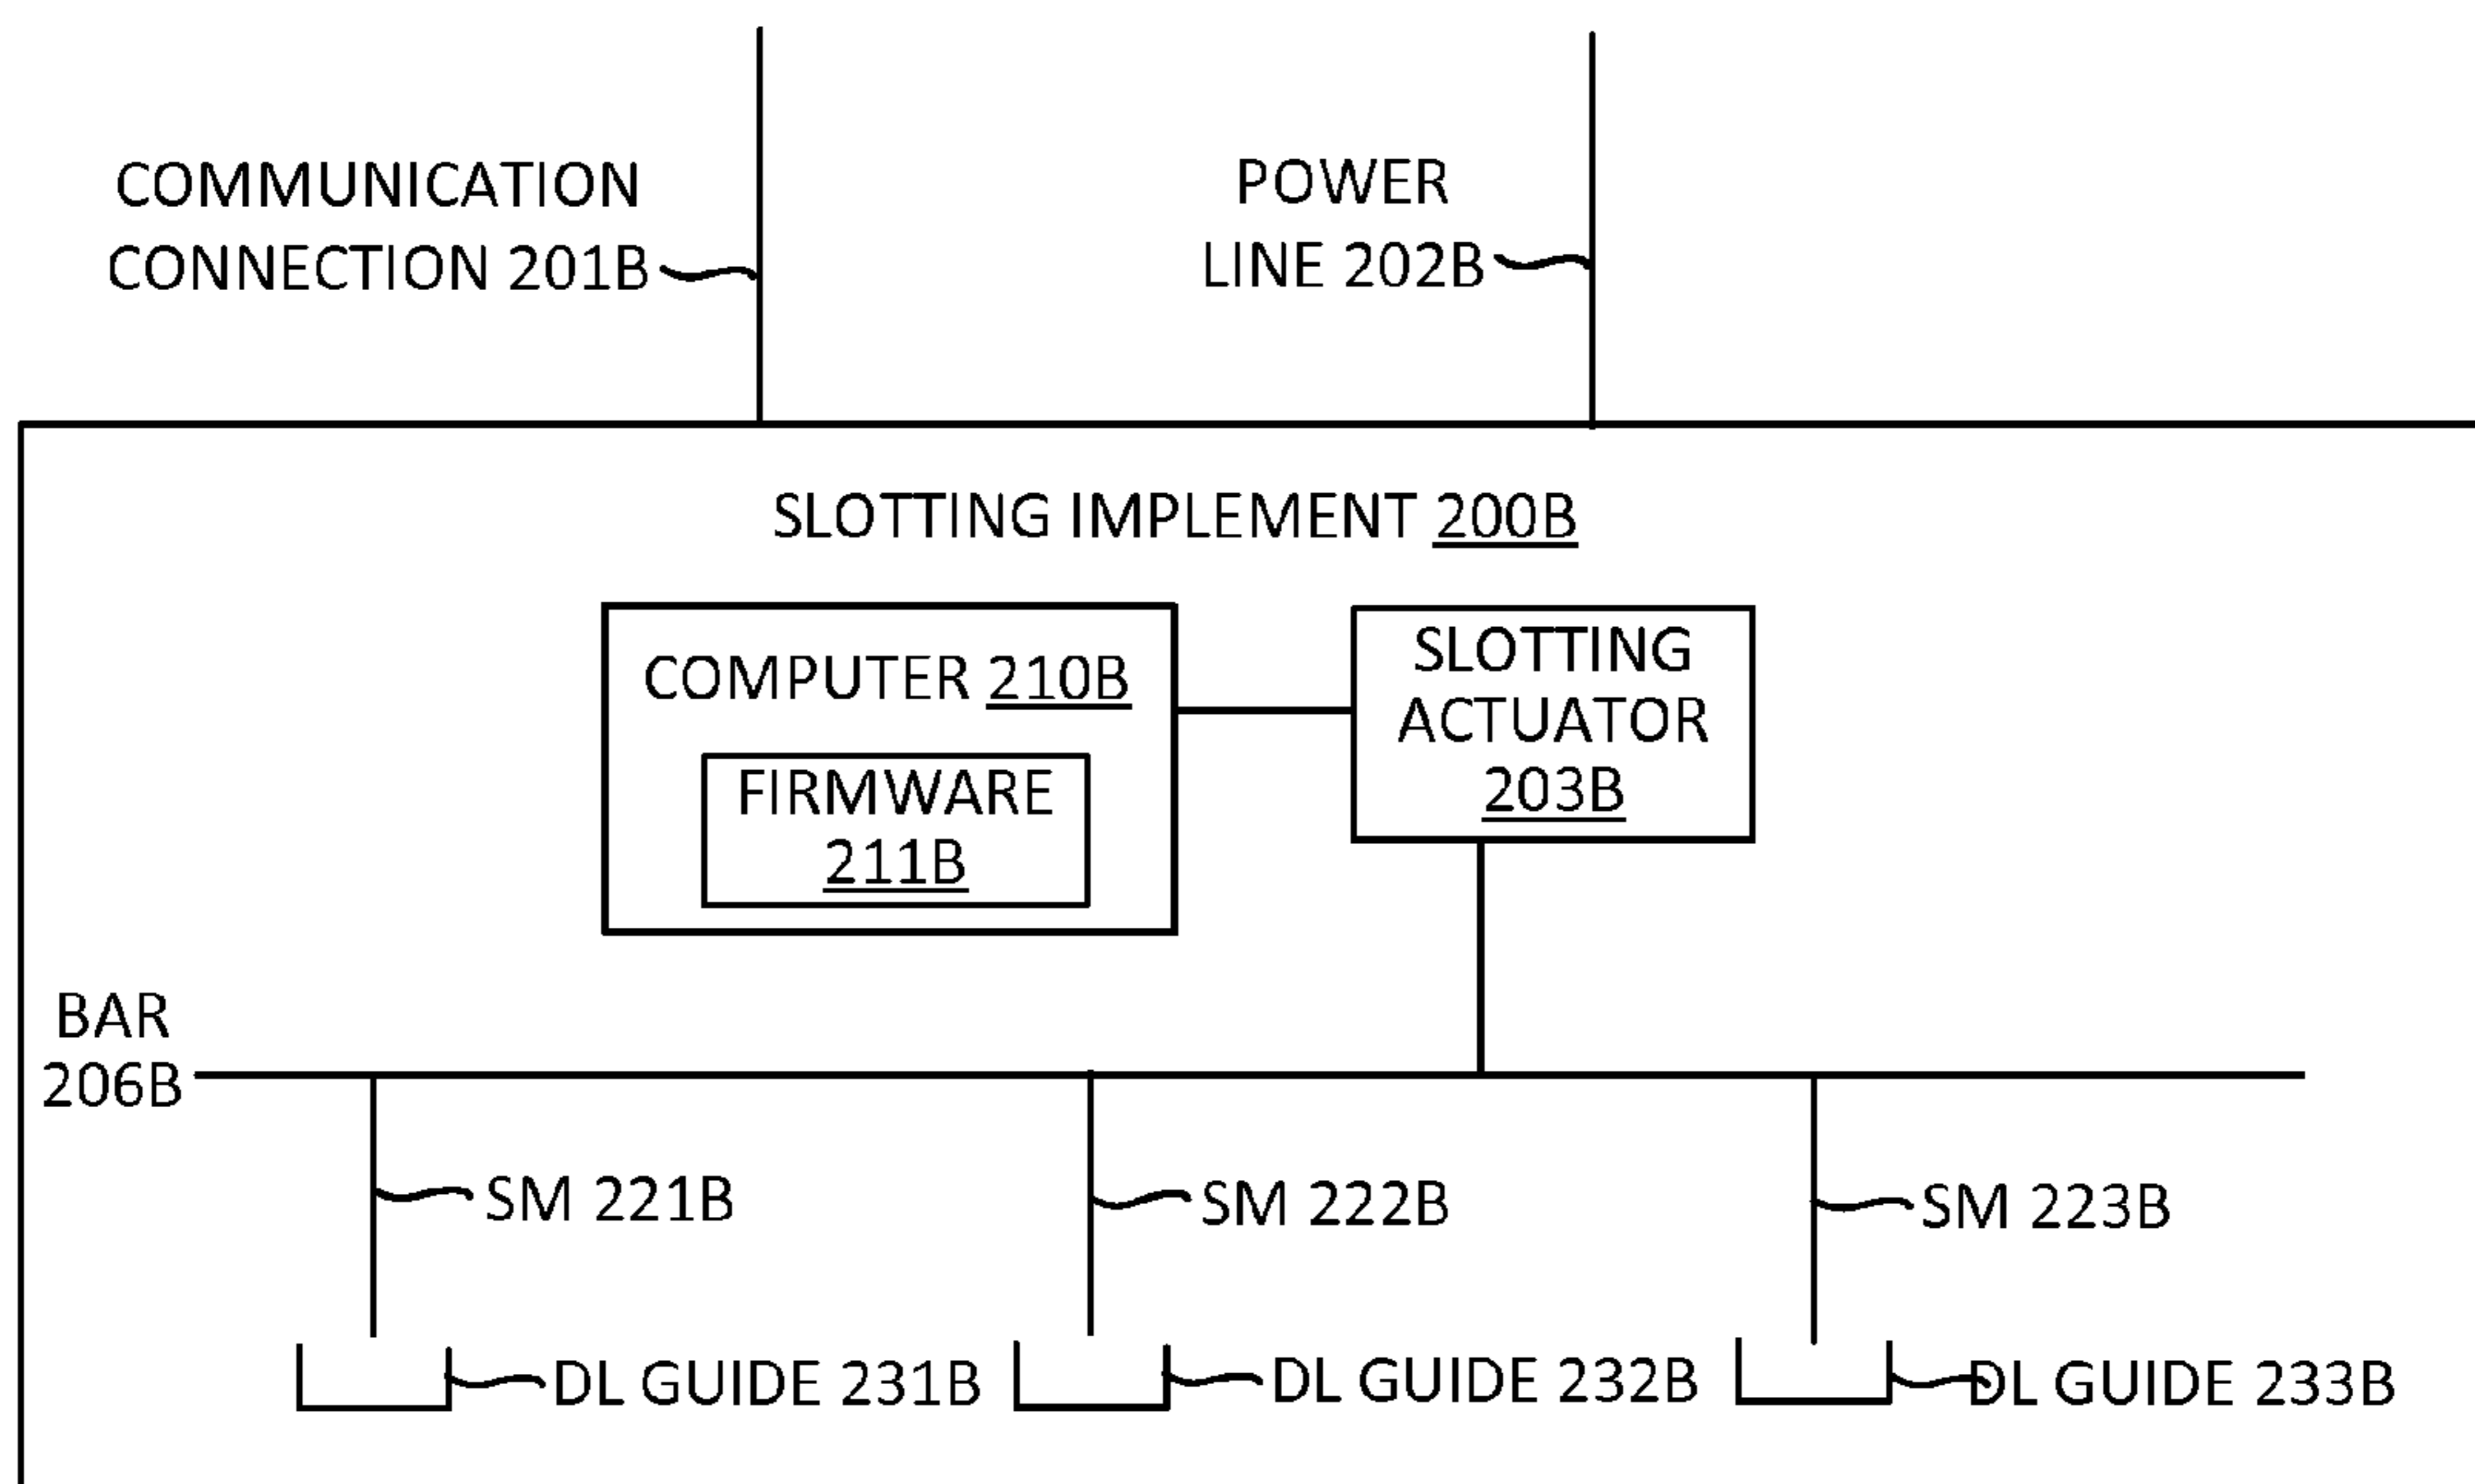 COMMUNICATION
CONNECTION 201B
POWER
LINE 202B
SLOTTING IMPLEMENT 200B
COMPUTER 210B
FIRMWARE
211B
SLOTTING
ACTUATOR
203B
BAR
206B
SM 221B
SM 222B
SM 223B
DL GUIDE 231B
DL GUIDE 232B
DL GUIDE 233B